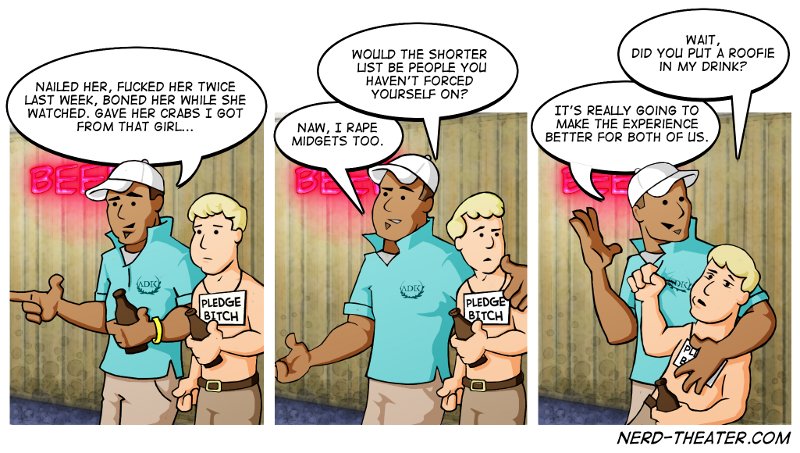 NAILED HER, FUCKED HER TWICE
LAST WEEK, BONED HER WHILE SHE
WATCHED. GAVE HER CRABS I GOT
FROM THAT GIRL...
BEE
PLEDGE
BITCH
WOULD THE SHORTER
LIST BE PEOPLE YOU
HAVEN'T FORCED
YOURSELF ON?
NAW, I RAPE
MIDGETS TOO.
BEE
PLEDGE
BITCH
WAIT,
DID YOU PUT A ROOFIE
IN MY DRINK?
IT'S REALLY GOING TO
MAKE THE EXPERIENCE
BETTER FOR BOTH OF US.
BEE
PL
B
NERD-THEATER.COM